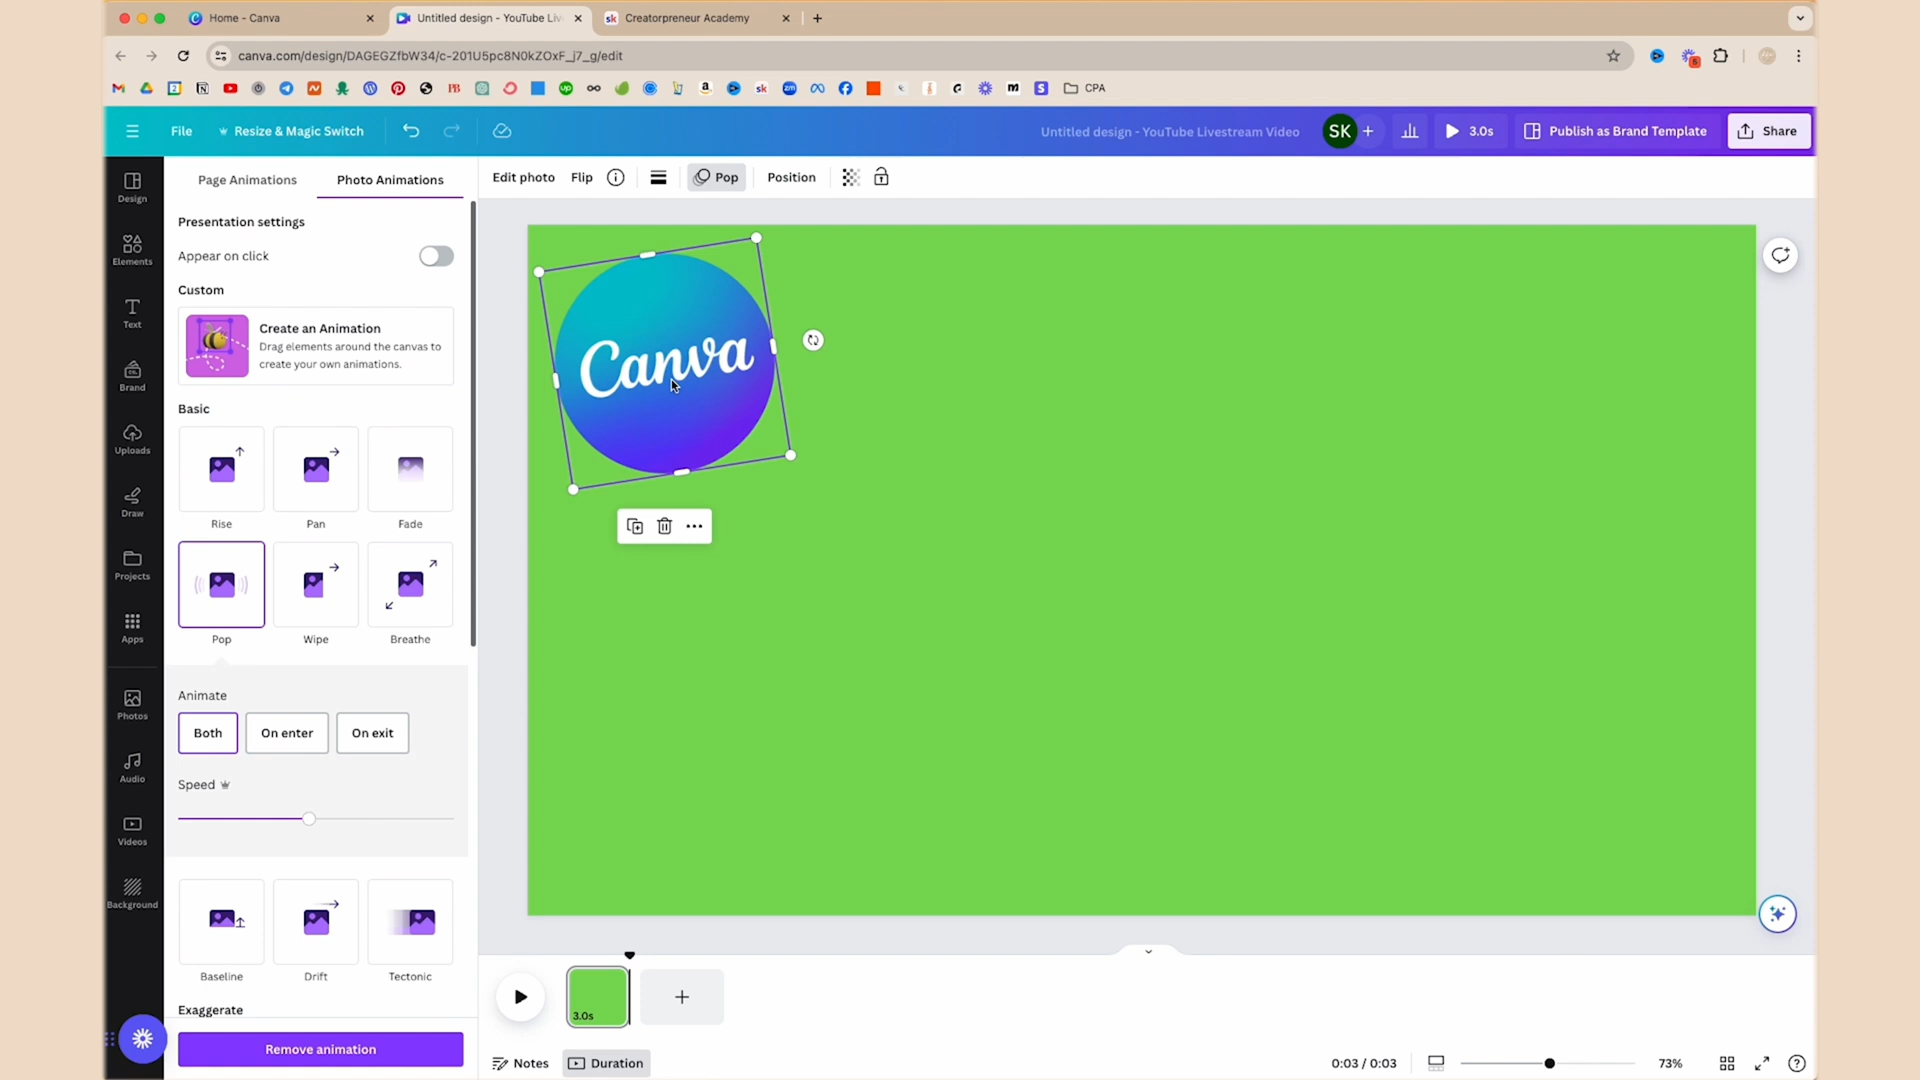 Home - Canva
Untitled design - YouTube Liv
Creatorpreneur Academy
canva.com/design/DAGEGZfbW34/c-201U5pc8N0kZOxF_j7_g/edit
CPA
File
Resize & Magic Switch
Untitled design - YouTube Livestream Video
SK
3.0s
Publish as Brand Template
Share
Design
Elements
Text
Brand
Uploads
Draw
Projects
Apps
Photos
Audio
Videos
Background
Page Animations
Photo Animations
Presentation settings
Appear on click
Custom
Create an Animation
Drag elements around the canvas to
create your own animations.
Basic
Rise
Pan
Fade
Pop
Wipe
Breathe
Animate
Both
On enter
On exit
Speed
Baseline
Drift
Tectonic
Exaggerate
Remove animation
Edit photo
Flip
Pop
Position
Canva
3.0s
Notes
Duration
0:03 / 0:03
73%